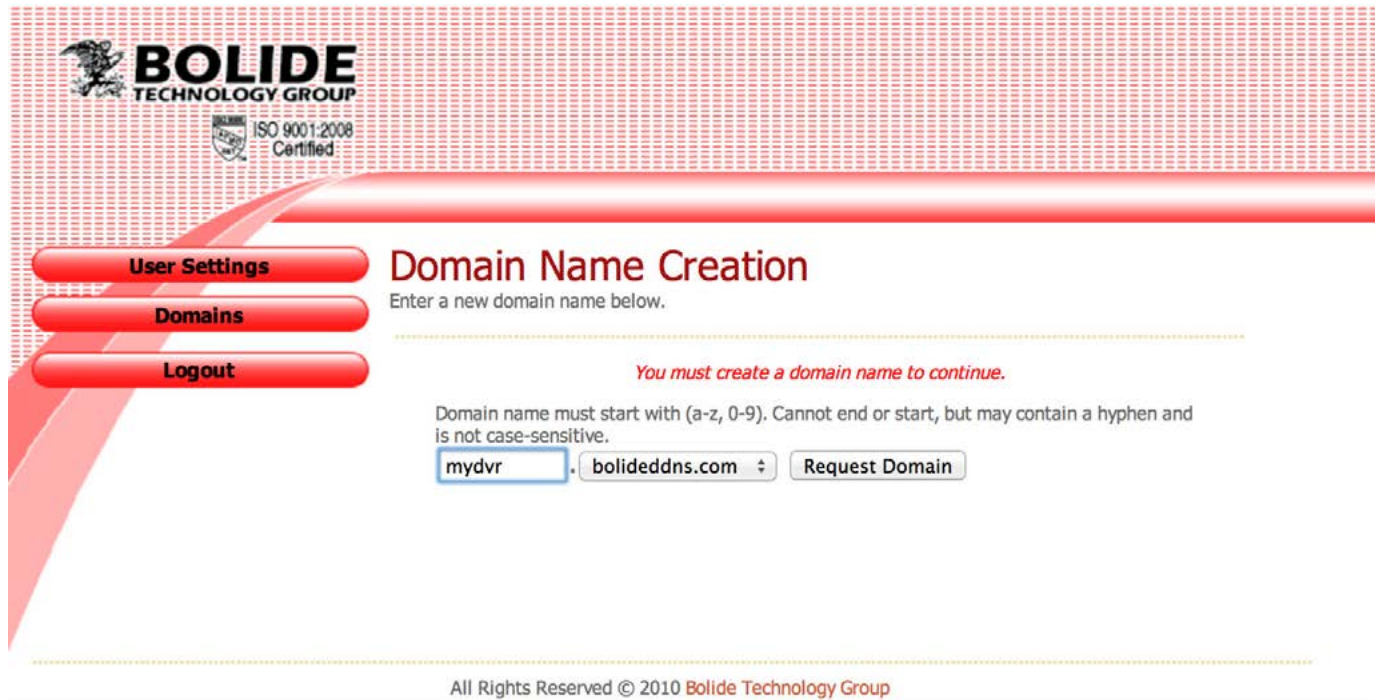 BOLIDE
TECHNOLOGY GROUP
ISO 9001:2008
Certified
User Settings
Domains
Logout
Domain Name Creation
Enter a new domain name below.
You must create a domain name to continue.
Domain name must start with (a-z, 0-9). Cannot end or start, but may contain a hyphen and
is not case-sensitive.
mydvr . bolideddns.com Request Domain
All Rights Reserved © 2010 Bolide Technology Group